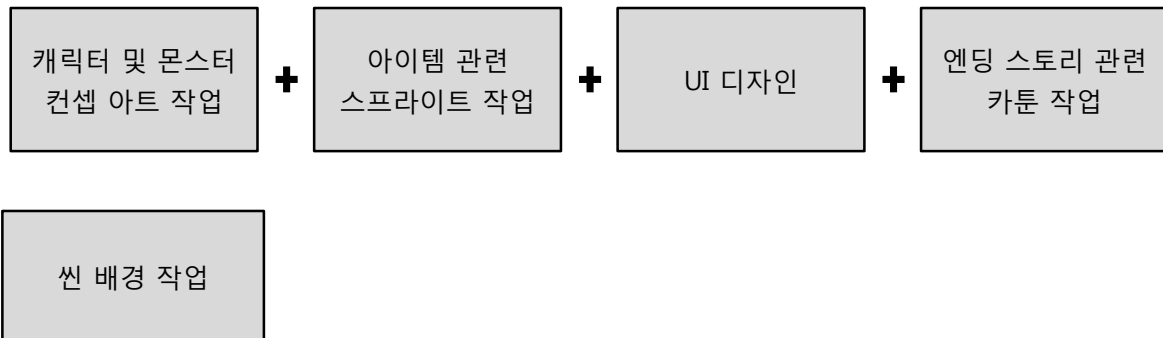 캐릭터 및 몬스터
컨셉 아트 작업
+
아이템 관련
스프라이트 작업
+
UI 디자인
+
엔딩 스토리 관련
카툰 작업
씬 배경 작업